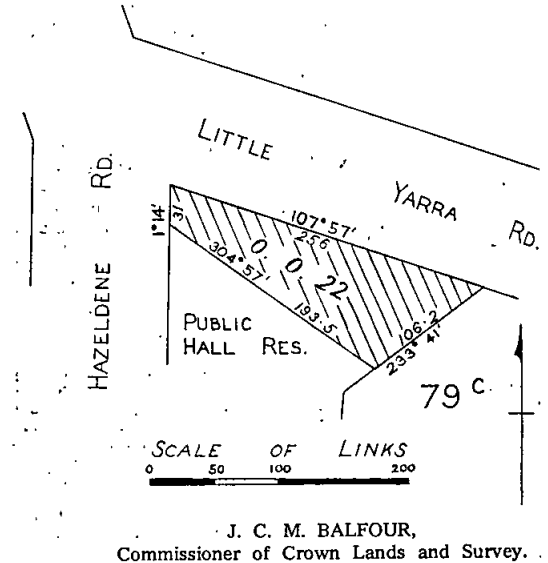 LITTLE
YARRA
RD.
HAZELDENE RD.
107° 57'
256
1° 14'
31
0. 0. 22
304° 57'
193.5
106.2
233° 41'
PUBLIC
HALL RES.
79 C
SCALE OF LINKS
0 50 100 200
J. C. M. BALFOUR,
Commissioner of Crown Lands and Survey.